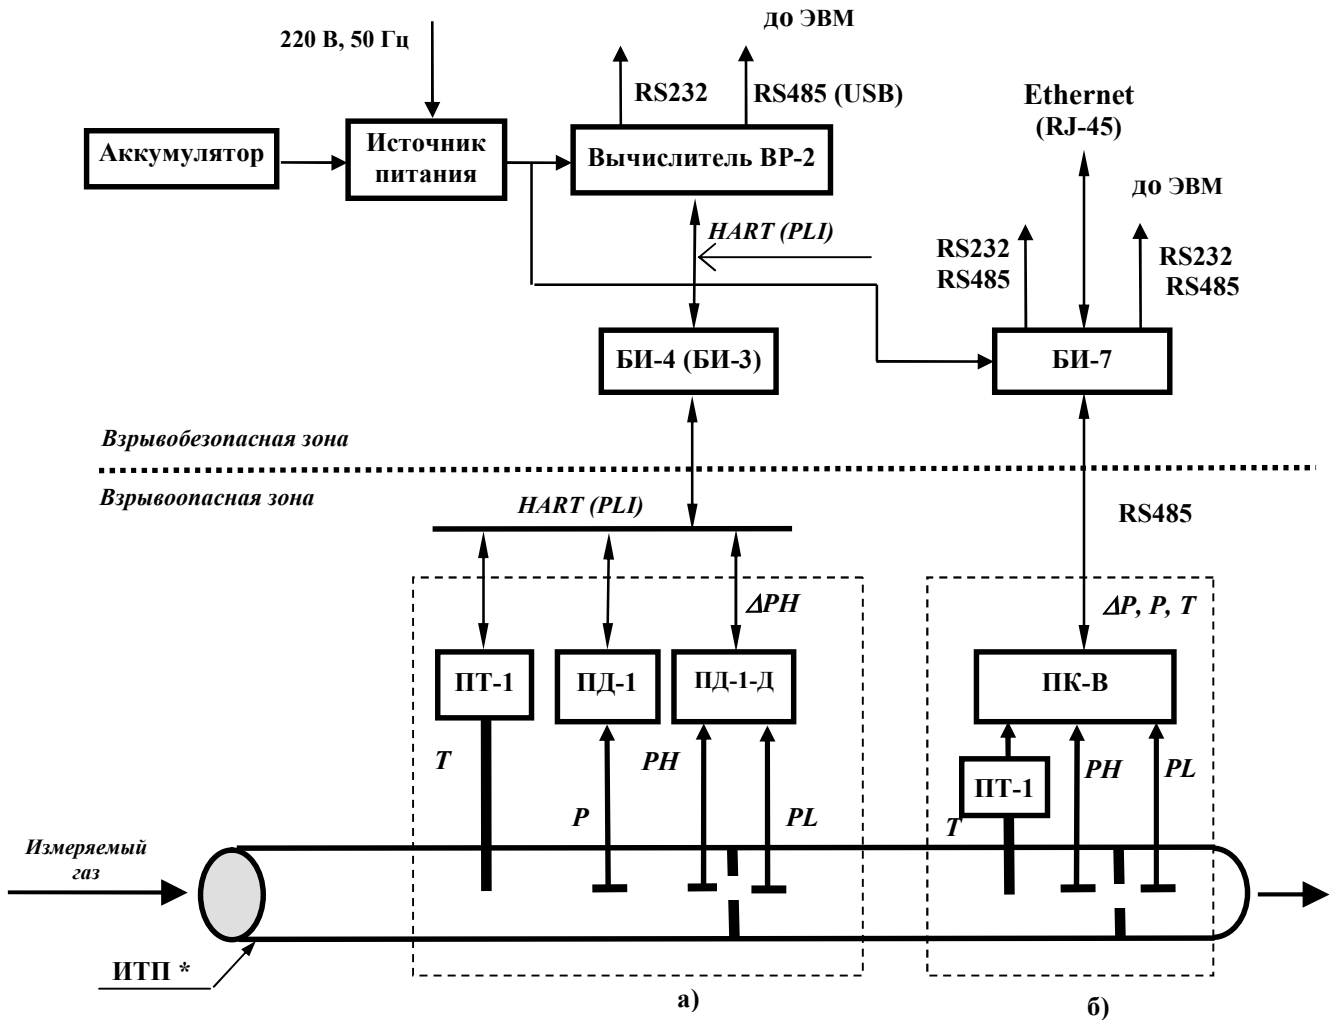 до ЭВМ
220 В, 50 Гц
RS232
RS485 (USB)
Ethernet
(RJ-45)
Аккумулятор
Источник
питания
Вычислитель ВР-2
до ЭВМ
HART (PLI)
RS232
RS485
RS232
RS485
БИ-4 (БИ-3)
БИ-7
Взрывобезопасная зона
Взрывоопасная зона
HART (PLI)
RS485
ΔPH
ΔP, P, T
ПТ-1
ПД-1
ПД-1-Д
ПК-В
T
PH
PH
PL
ПТ-1
P
PL
T
Измеряемый
газ
ИТП *
а)
б)